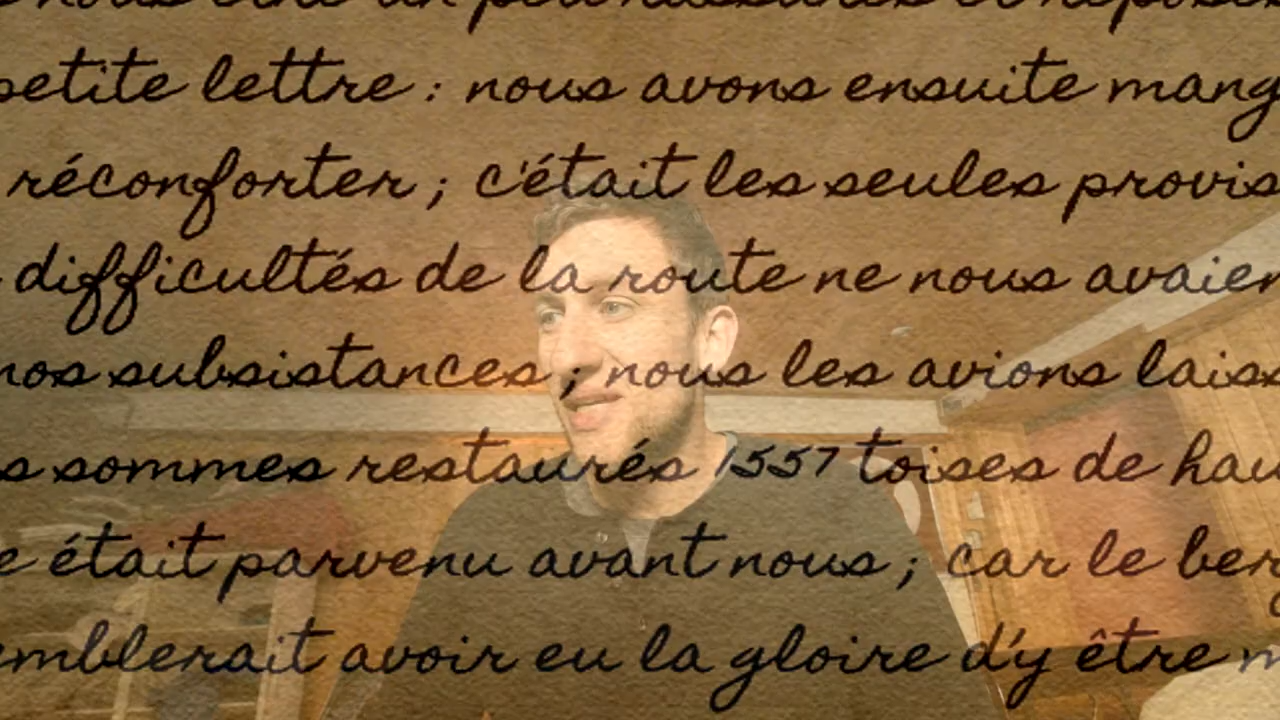 petite lettre : nous avons ensuite mang
réconforter ; c'était les seules provis
difficultés de la route ne nous avaien
nos subsistances ; nous les avions laiss
s sommes restaurés 1557 toises de hau
e était parvenu avant nous ; car le ber
emblerait avoir eu la gloire d'y être m